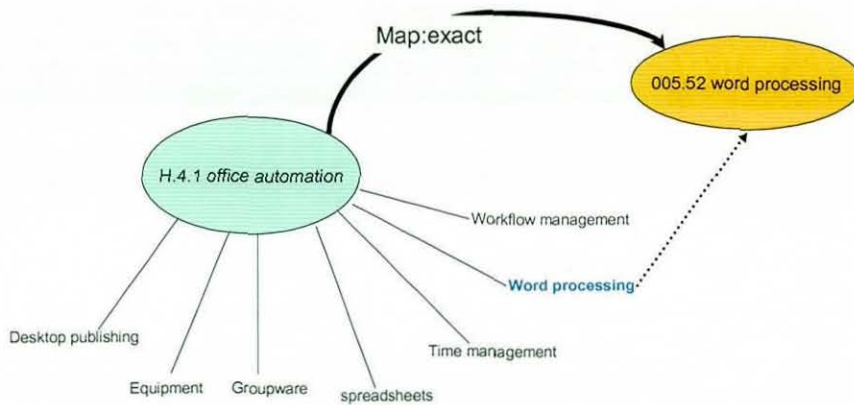 Map:exact
005.52 word processing
H.4.1 office automation
Workflow management
Word processing
Desktop publishing
Time management
Equipment
Groupware
spreadsheets